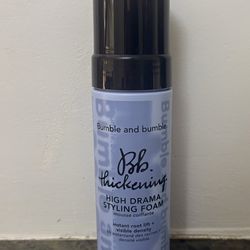 Bumble and bumble
Bb.
thickening
HIGH DRAMA
STYLING FOAM
mousse coiffante
instant root lift +
visible density